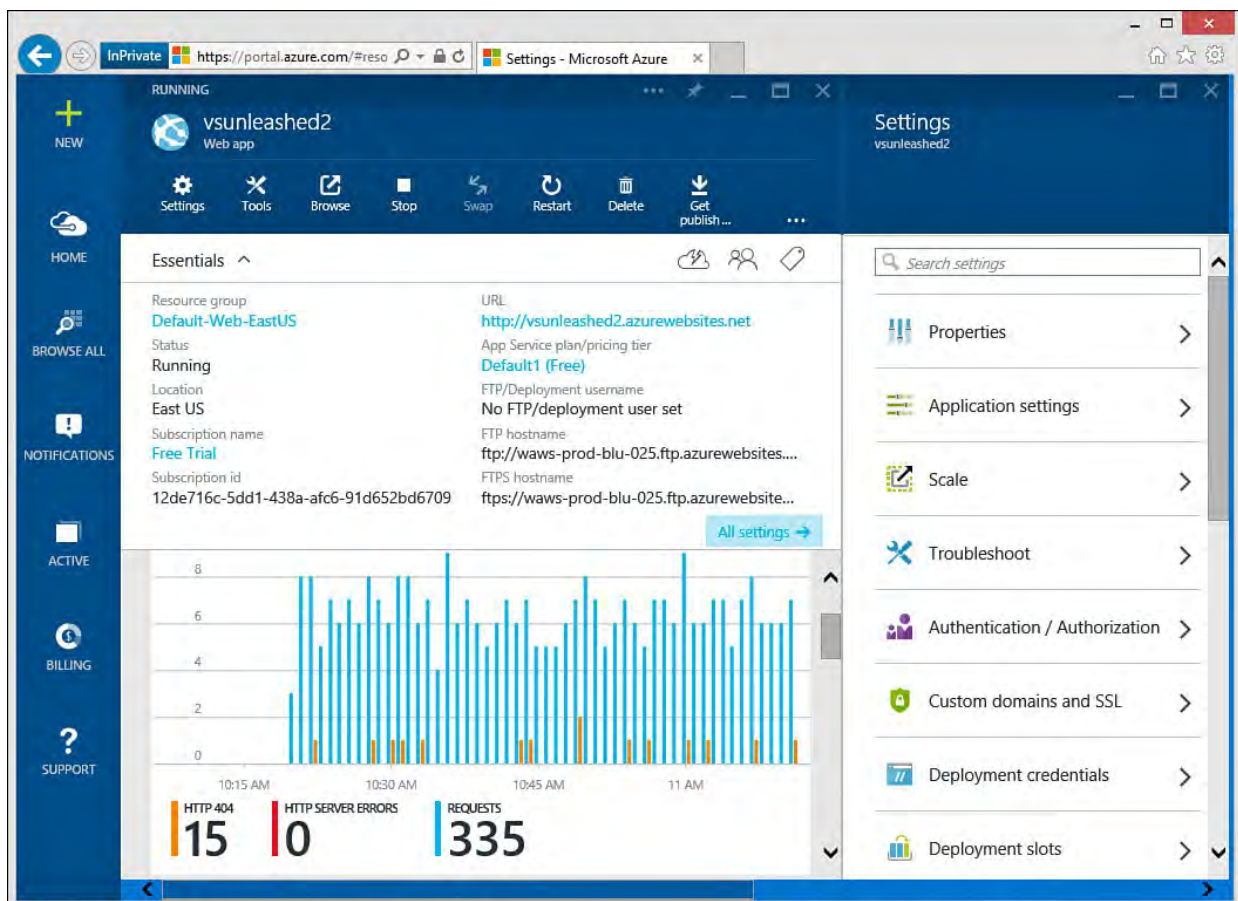 InPrivate https://portal.azure.com/#reso Settings - Microsoft Azure
NEW
HOME
BROWSE ALL
NOTIFICATIONS
ACTIVE
BILLING
SUPPORT
RUNNING
vsunleashed2
Web app
Settings Tools Browse Stop Swap Restart Delete Get publish ...
Essentials
Resource group
Default-Web-EastUS
Status
Running
Location
East US
Subscription name
Free Trial
Subscription id
12de716c-5dd1-438a-afc6-91d652bd6709
URL
http://vsunleashed2.azurewebsites.net
App Service plan/pricing tier
Default1 (Free)
FTP/Deployment username
No FTP/deployment user set
FTP hostname
ftp://waws-prod-blu-025.ftp.azurewebsites....
FTPS hostname
ftps://waws-prod-blu-025.ftp.azurewebsite...
All settings
8
6
4
2
0
10:15 AM 10:30 AM 10:45 AM 11 AM
HTTP 404 HTTP SERVER ERRORS REQUESTS
15 0 335
Settings
vsunleashed2
Search settings
Properties
Application settings
Scale
Troubleshoot
Authentication / Authorization
Custom domains and SSL
Deployment credentials
Deployment slots